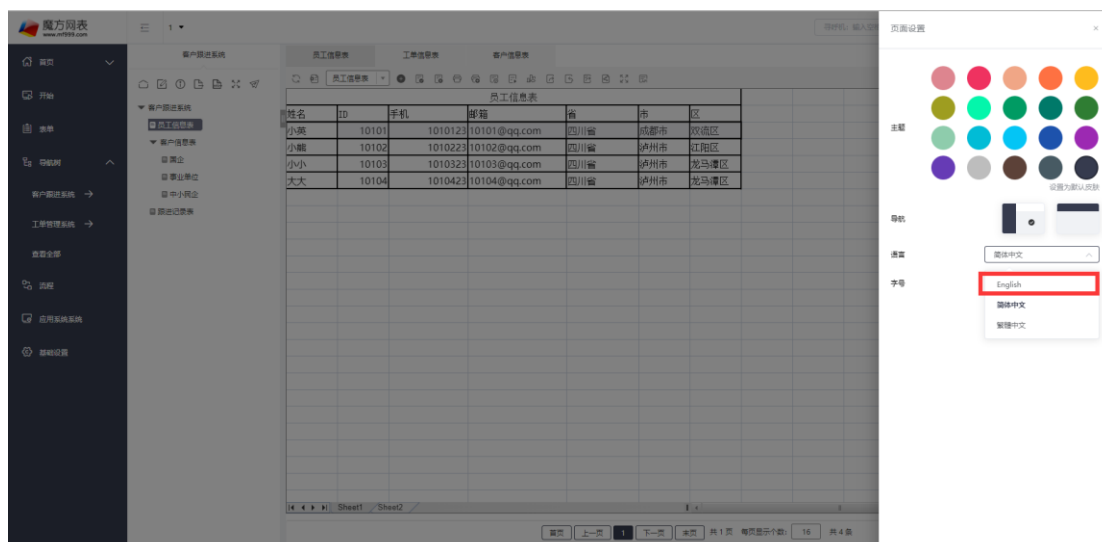 魔方网表
www.mf999.com
1
页面设置
首页
开始
表单
导航树
客户跟进系统
工单管理系统
查看全部
流程
应用系统系统
基础设置
客户跟进系统
客户跟进系统
员工信息表
客户信息表
国企
事业单位
中小民企
跟进记录表
员工信息表 工单信息表 客户信息表
员工信息表
员工信息表
姓名 ID 手机 邮箱 省 市 区
小英 10101 1010123 10101@qq.com 四川省 成都市 双流区
小熊 10102 1010223 10102@qq.com 四川省 泸州市 江阳区
小小 10103 1010323 10103@qq.com 四川省 泸州市 龙马潭区
大大 10104 1010423 10104@qq.com 四川省 泸州市 龙马潭区
Sheet1 Sheet2
首页 上一页 1 下一页 末页 共 1 页 每页显示个数: 16 共 4 条
主题
设置为默认皮肤
导航
语言 简体中文
字号
English
简体中文
繁體中文